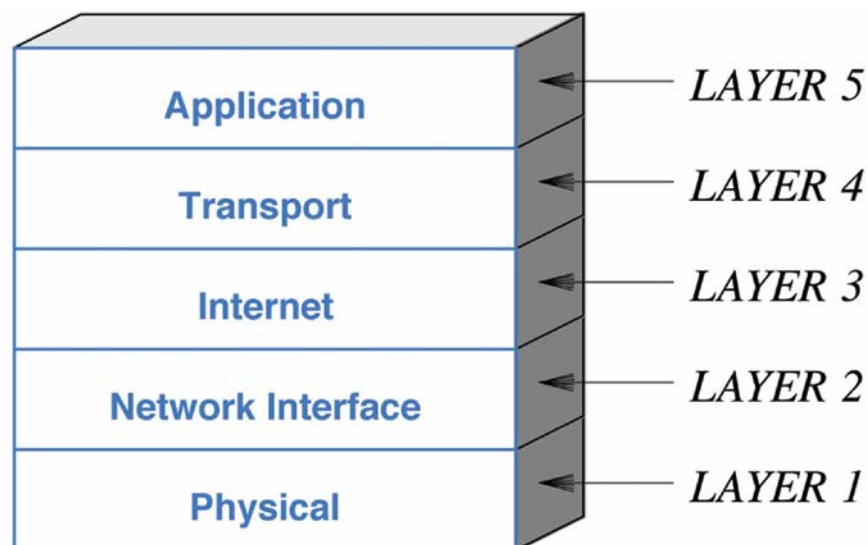 Application
LAYER 5
Transport
LAYER 4
Internet
LAYER 3
Network Interface
LAYER 2
Physical
LAYER 1